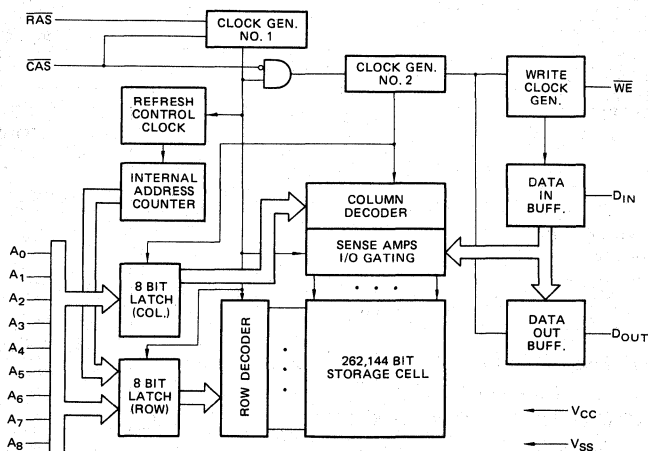 RAS
CLOCK GEN.
NO. 1
CAS
CLOCK GEN.
NO. 2
WRITE
CLOCK
GEN.
WE
REFRESH
CONTROL
CLOCK
INTERNAL
ADDRESS
COUNTER
COLUMN
DECODER
DATA
IN
BUFF.
DIN
SENSE AMPS
I/O GATING
A0
A1
A2
A3
A4
A5
A6
A7
A8
8 BIT
LATCH
(COL.)
8 BIT
LATCH
(ROW)
ROW DECODER
262,144 BIT
STORAGE CELL
DATA
OUT
BUFF.
DOUT
VCC
VSS